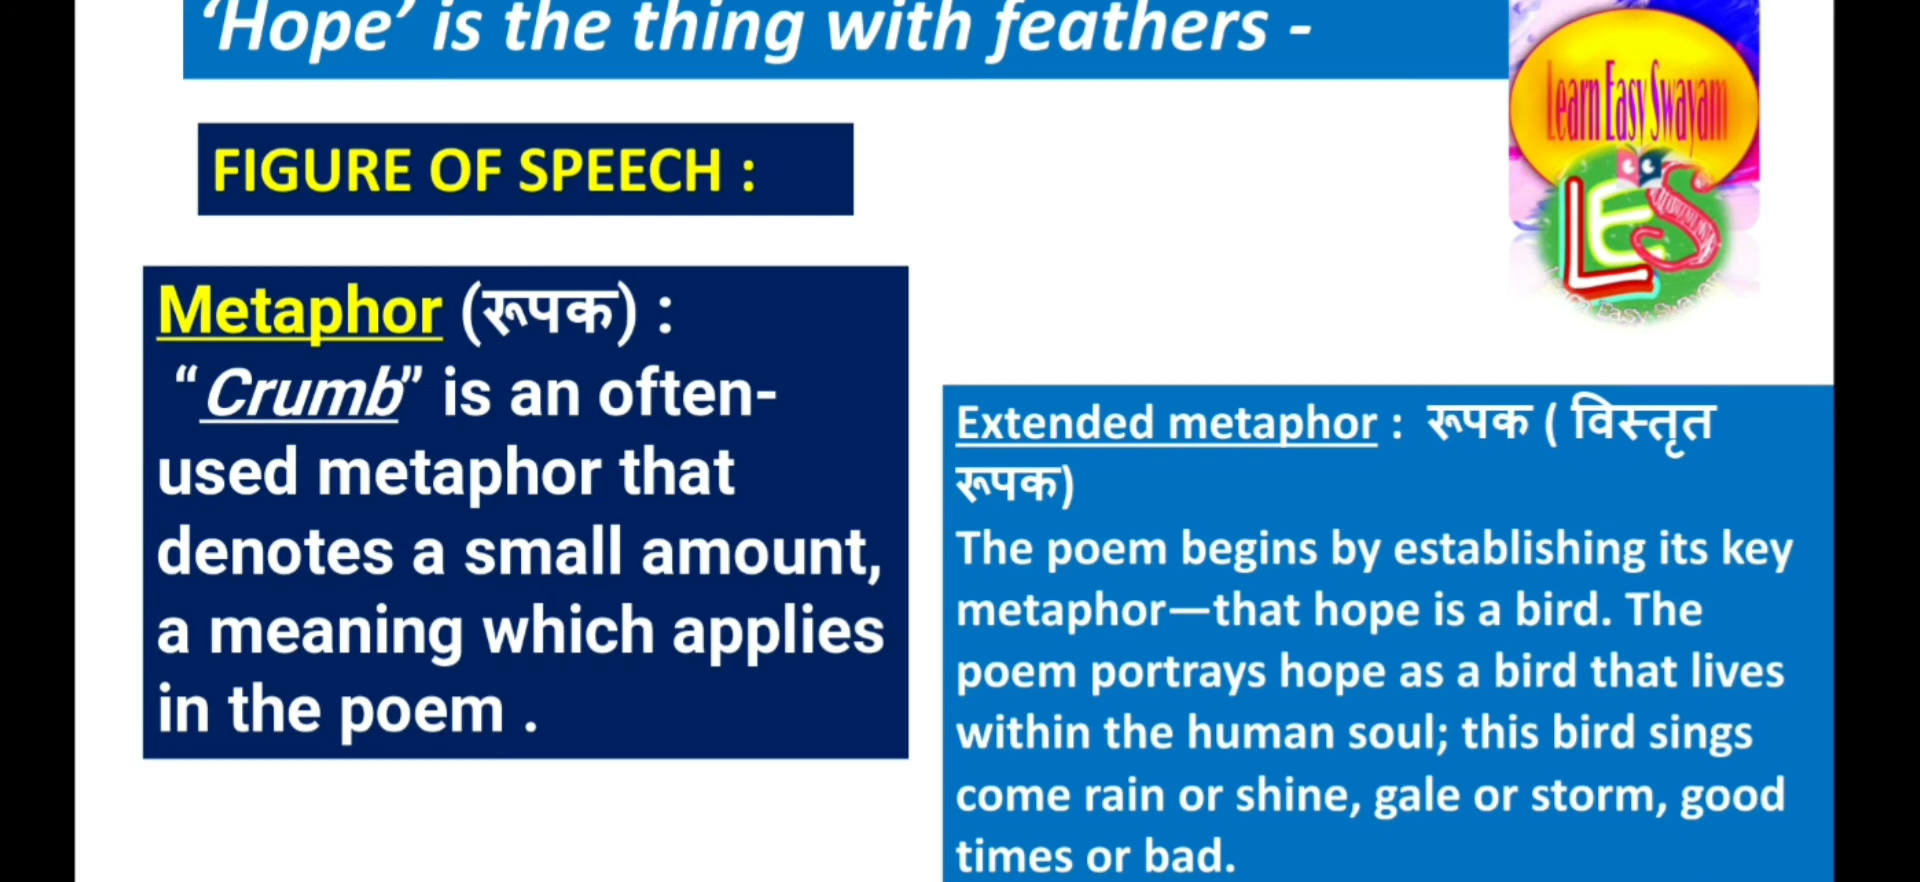 ‘Hope’ is the thing with feathers -
Learn Easy Swayam
FIGURE OF SPEECH :
LES
Learn Easy Swayam
Metaphor (रूपक) :
“Crumb” is an often-
used metaphor that
denotes a small amount,
a meaning which applies
in the poem .
Extended metaphor : रूपक ( विस्तृत
रूपक)
The poem begins by establishing its key
metaphor—that hope is a bird. The
poem portrays hope as a bird that lives
within the human soul; this bird sings
come rain or shine, gale or storm, good
times or bad.